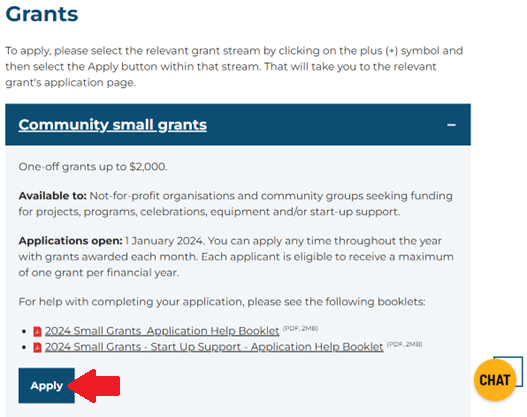 Grants
To apply, please select the relevant grant stream by clicking on the plus (+) symbol and
then select the Apply button within that stream. That will take you to the relevant
grant's application page.
Community small grants
One-off grants up to $2,000.
Available to: Not-for-profit organisations and community groups seeking funding
for projects, programs, celebrations, equipment and/or start-up support.
Applications open: 1 January 2024. You can apply any time throughout the year
with grants awarded each month. Each applicant is eligible to receive a maximum
of one grant per financial year.
For help with completing your application, please see the following booklets:
2024 Small Grants Application Help Booklet (PDF, 2MB)
2024 Small Grants - Start Up Support - Application Help Booklet (PDF, 2MB)
Apply
CHAT